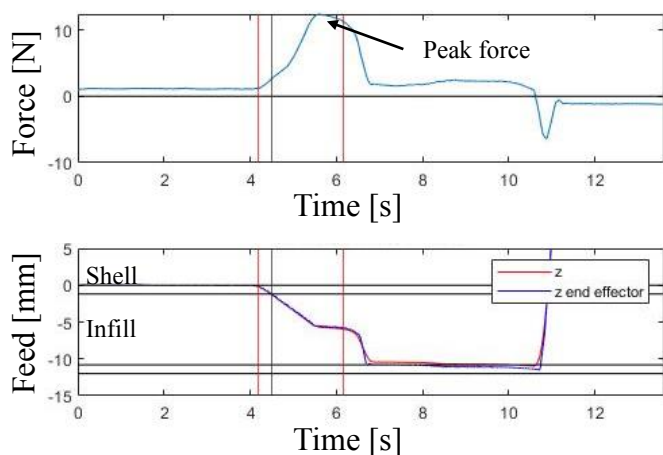 10
0
-10
Force [N]
Peak force
0 2 4 6 8 10 12
Time [s]
5
0
-5
-10
-15
Feed [mm]
Shell
Infill
z
z end effector
0 2 4 6 8 10 12
Time [s]